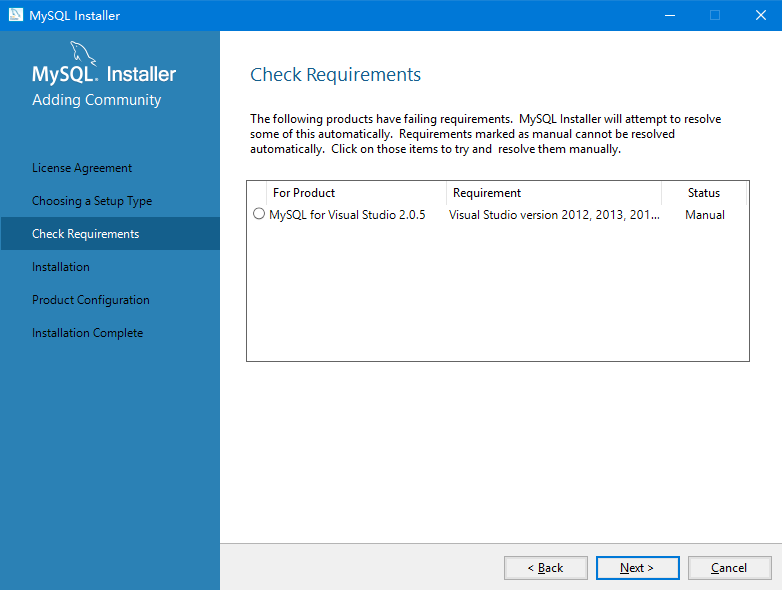 MySQL Installer
MySQL. Installer
Adding Community
License Agreement
Choosing a Setup Type
Check Requirements
Installation
Product Configuration
Installation Complete
Check Requirements
The following products have failing requirements.  MySQL Installer will attempt to resolve
some of this automatically.  Requirements marked as manual cannot be resolved
automatically.  Click on those items to try and  resolve them manually.
For Product Requirement Status
MySQL for Visual Studio 2.0.5 Visual Studio version 2012, 2013, 201... Manual
< Back Next > Cancel